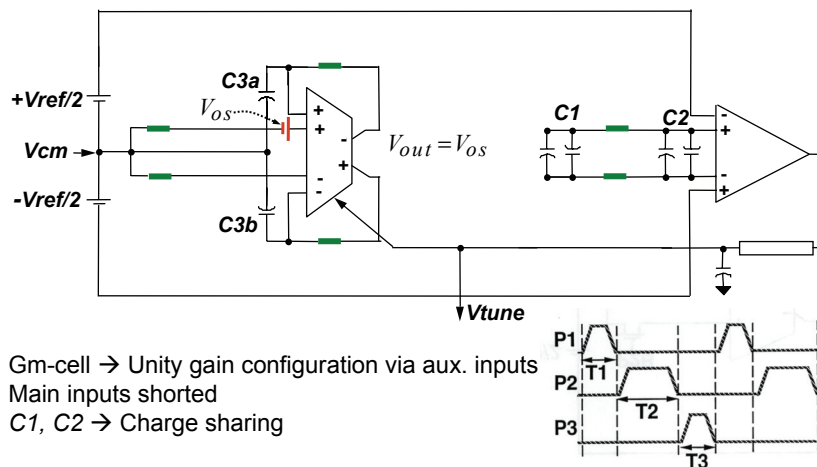 C3a
C1
C2
+Vref/2
Vos
Vcm
Vout = Vos
-Vref/2
C3b
Vtune
P1
T1
P2
T2
P3
T3
Gm-cell → Unity gain configuration via aux. inputs
Main inputs shorted
C1, C2 → Charge sharing